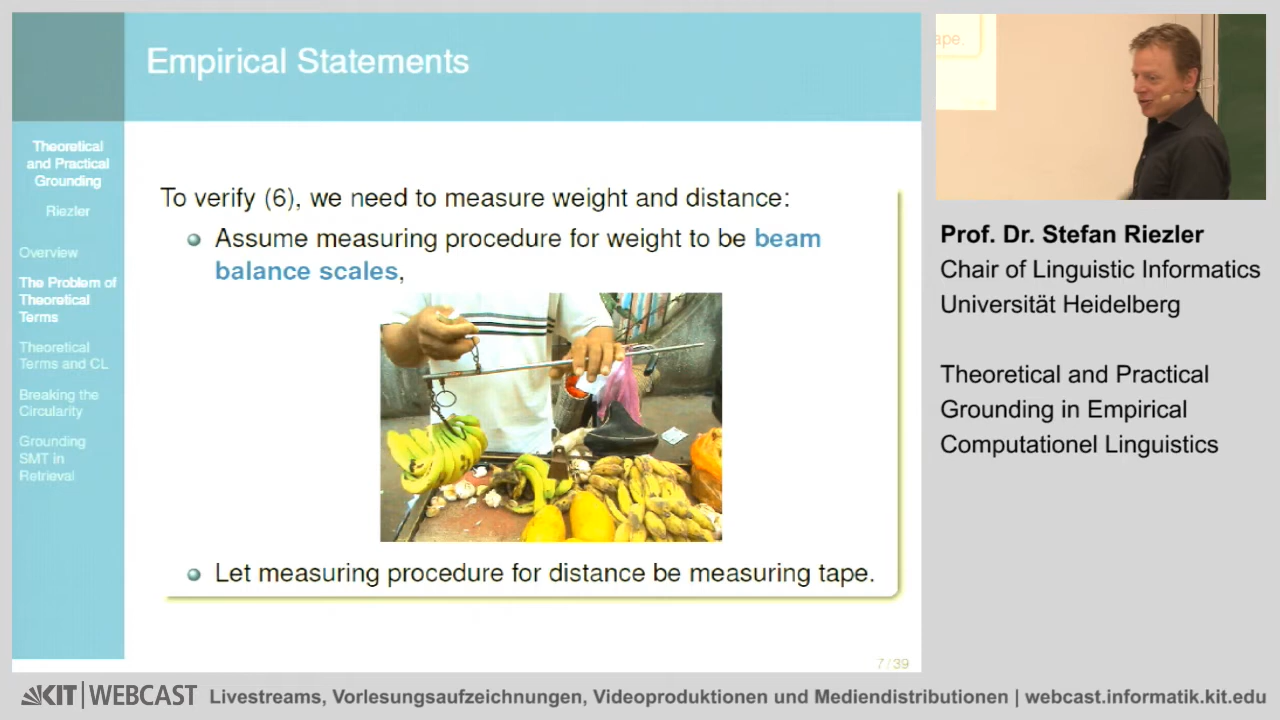 Empirical Statements
Theoretical
and Practical
Grounding
Riezler
Overview
The Problem of
Theoretical
Terms
Theoretical
Terms and CL
Breaking the
Circularity
Grounding
SMT in
Retrieval
To verify (6), we need to measure weight and distance:
Assume measuring procedure for weight to be beam
balance scales,
Let measuring procedure for distance be measuring tape.
7 / 39
ape.
Prof. Dr. Stefan Riezler
Chair of Linguistic Informatics
Universität Heidelberg
Theoretical and Practical
Grounding in Empirical
Computationel Linguistics
KIT | WEBCAST Livestreams, Vorlesungsaufzeichnungen, Videoproduktionen und Mediendistributionen | webcast.informatik.kit.edu